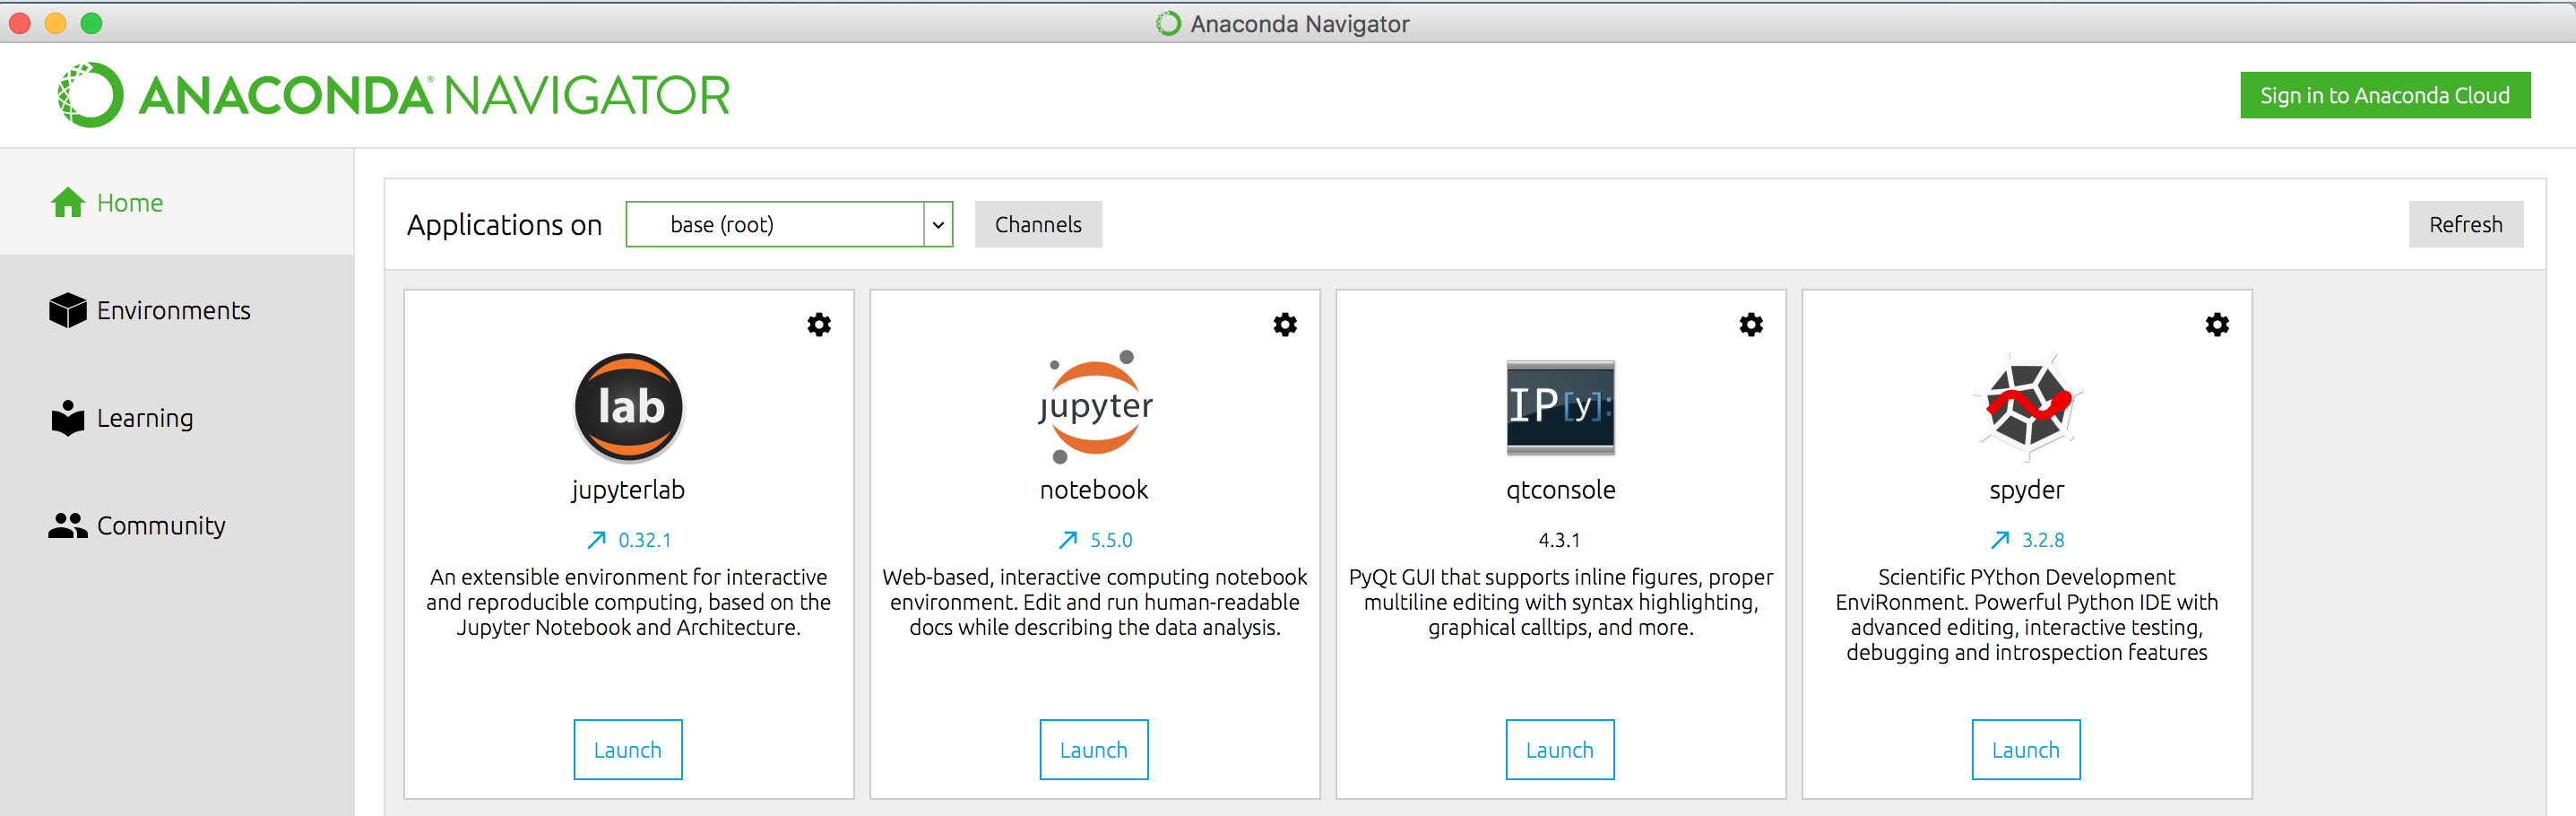 Anaconda Navigator
ANACONDA® NAVIGATOR
Sign in to Anaconda Cloud
Home
Environments
Learning
Community
Applications on
base (root)
Channels
Refresh
lab
jupyterlab
0.32.1
An extensible environment for interactive
and reproducible computing, based on the
Jupyter Notebook and Architecture.
Launch
jupyter
notebook
5.5.0
Web-based, interactive computing notebook
environment. Edit and run human-readable
docs while describing the data analysis.
Launch
IP[y]:
qtconsole
4.3.1
PyQt GUI that supports inline figures, proper
multiline editing with syntax highlighting,
graphical calltips, and more.
Launch
spyder
3.2.8
Scientific PYthon Development
EnviRonment. Powerful Python IDE with
advanced editing, interactive testing,
debugging and introspection features
Launch